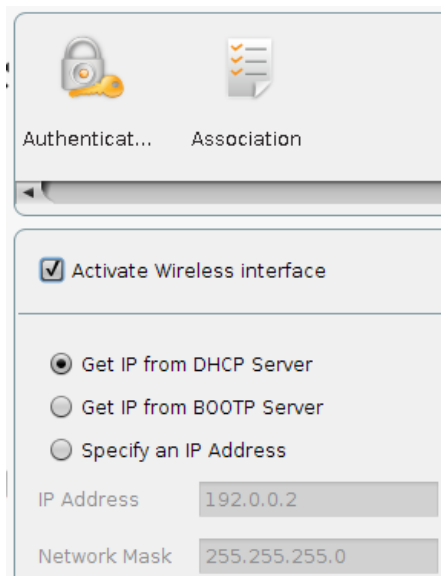 Authenticat... Association
Activate Wireless interface
Get IP from DHCP Server
Get IP from BOOTP Server
Specify an IP Address
IP Address 192.0.0.2
Network Mask 255.255.255.0